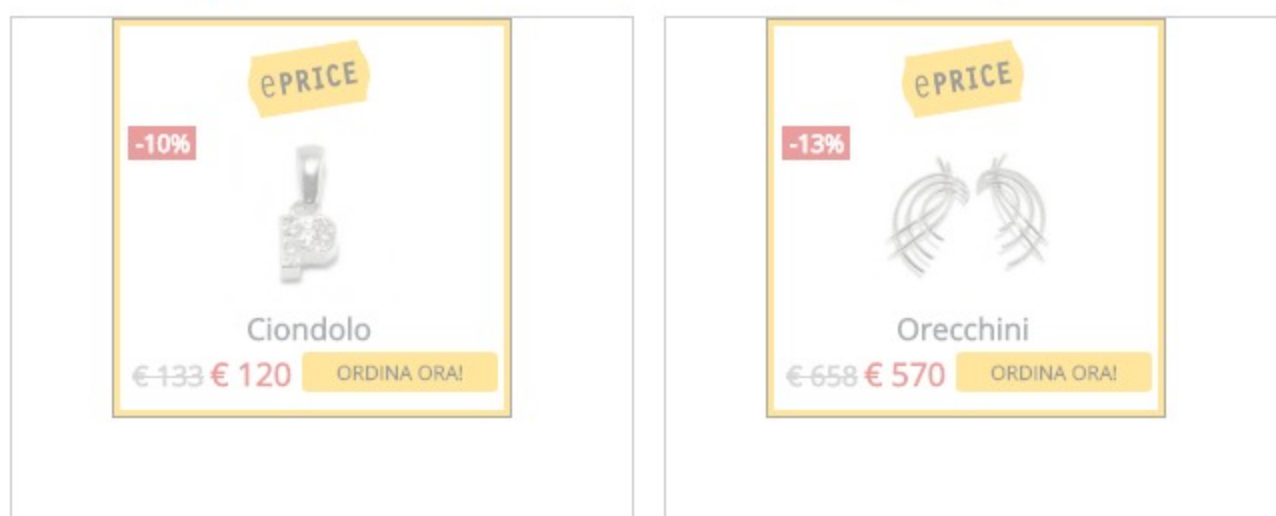 ePRICE
-10%
Ciondolo
€ 133 € 120 ORDINA ORA!
ePRICE
-13%
Orecchini
€ 658 € 570 ORDINA ORA!